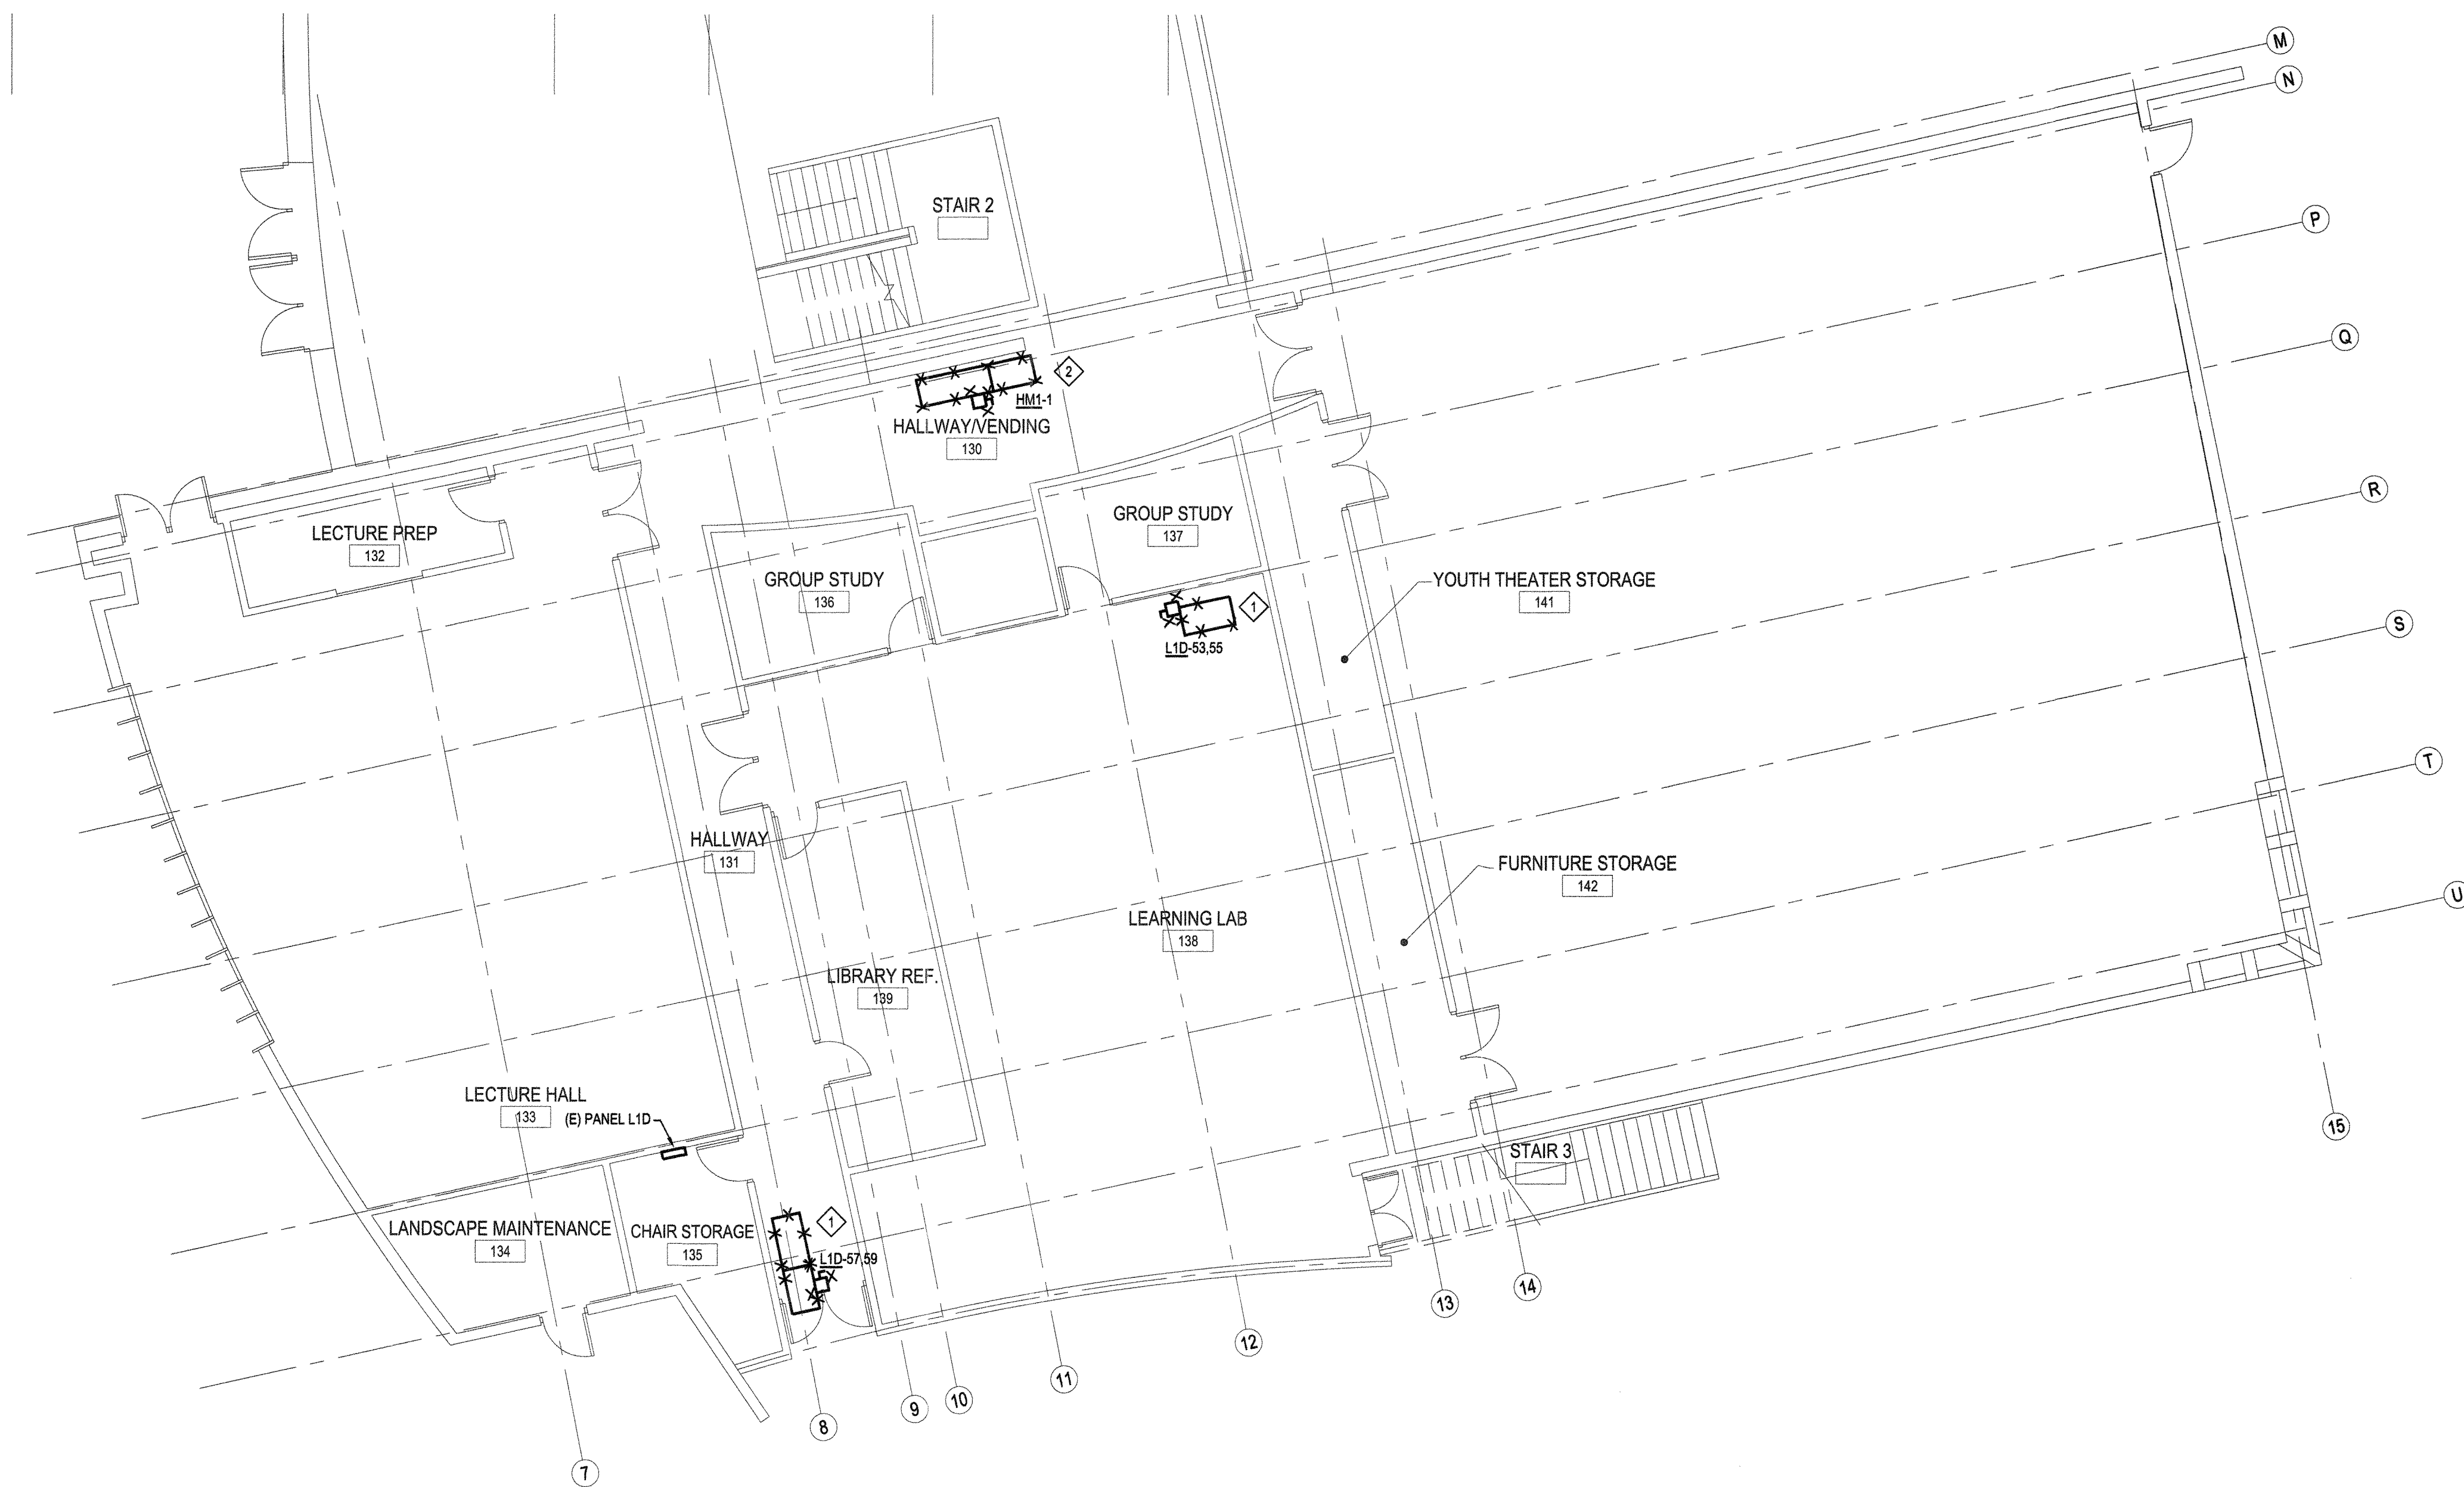 M
N
STAIR 2
P
Q
2
HM1-1
HALLWAY/VENDING
130
R
GROUP STUDY
137
LECTURE PREP
132
GROUP STUDY
136
YOUTH THEATER STORAGE
141
1
S
L1D-53,55
T
HALLWAY
131
FURNITURE STORAGE
142
U
LEARNING LAB
138
LIBRARY REF.
139
LECTURE HALL
133
(E) PANEL L1D
15
STAIR 3
LANDSCAPE MAINTENANCE
134
CHAIR STORAGE
135
1
L1D-57,59
14
13
12
11
10
9
8
7